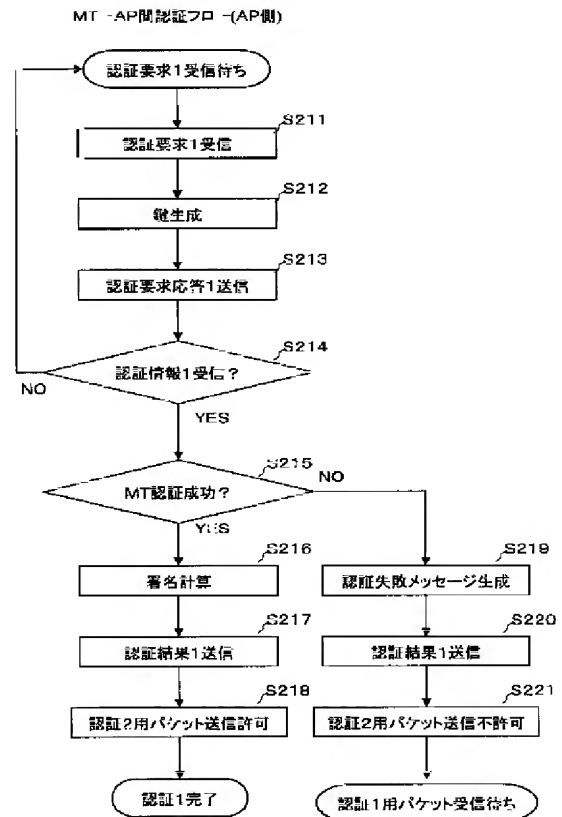 MT -AP間認証フロ-(AP側)
認証要求1受信待ち
S211
認証要求1受信
S212
鍵生成
S213
認証要求応答1送信
S214
認証情報1受信?
NO
YES
S215
MT認証成功?
NO
YES
S216
署名計算
S219
認証失敗メッセージ生成
S217
認証結果1送信
S220
認証結果1送信
S218
認証2用パケット送信許可
S221
認証2用パケット送信不許可
認証1完了
認証1用パケット受信待ち